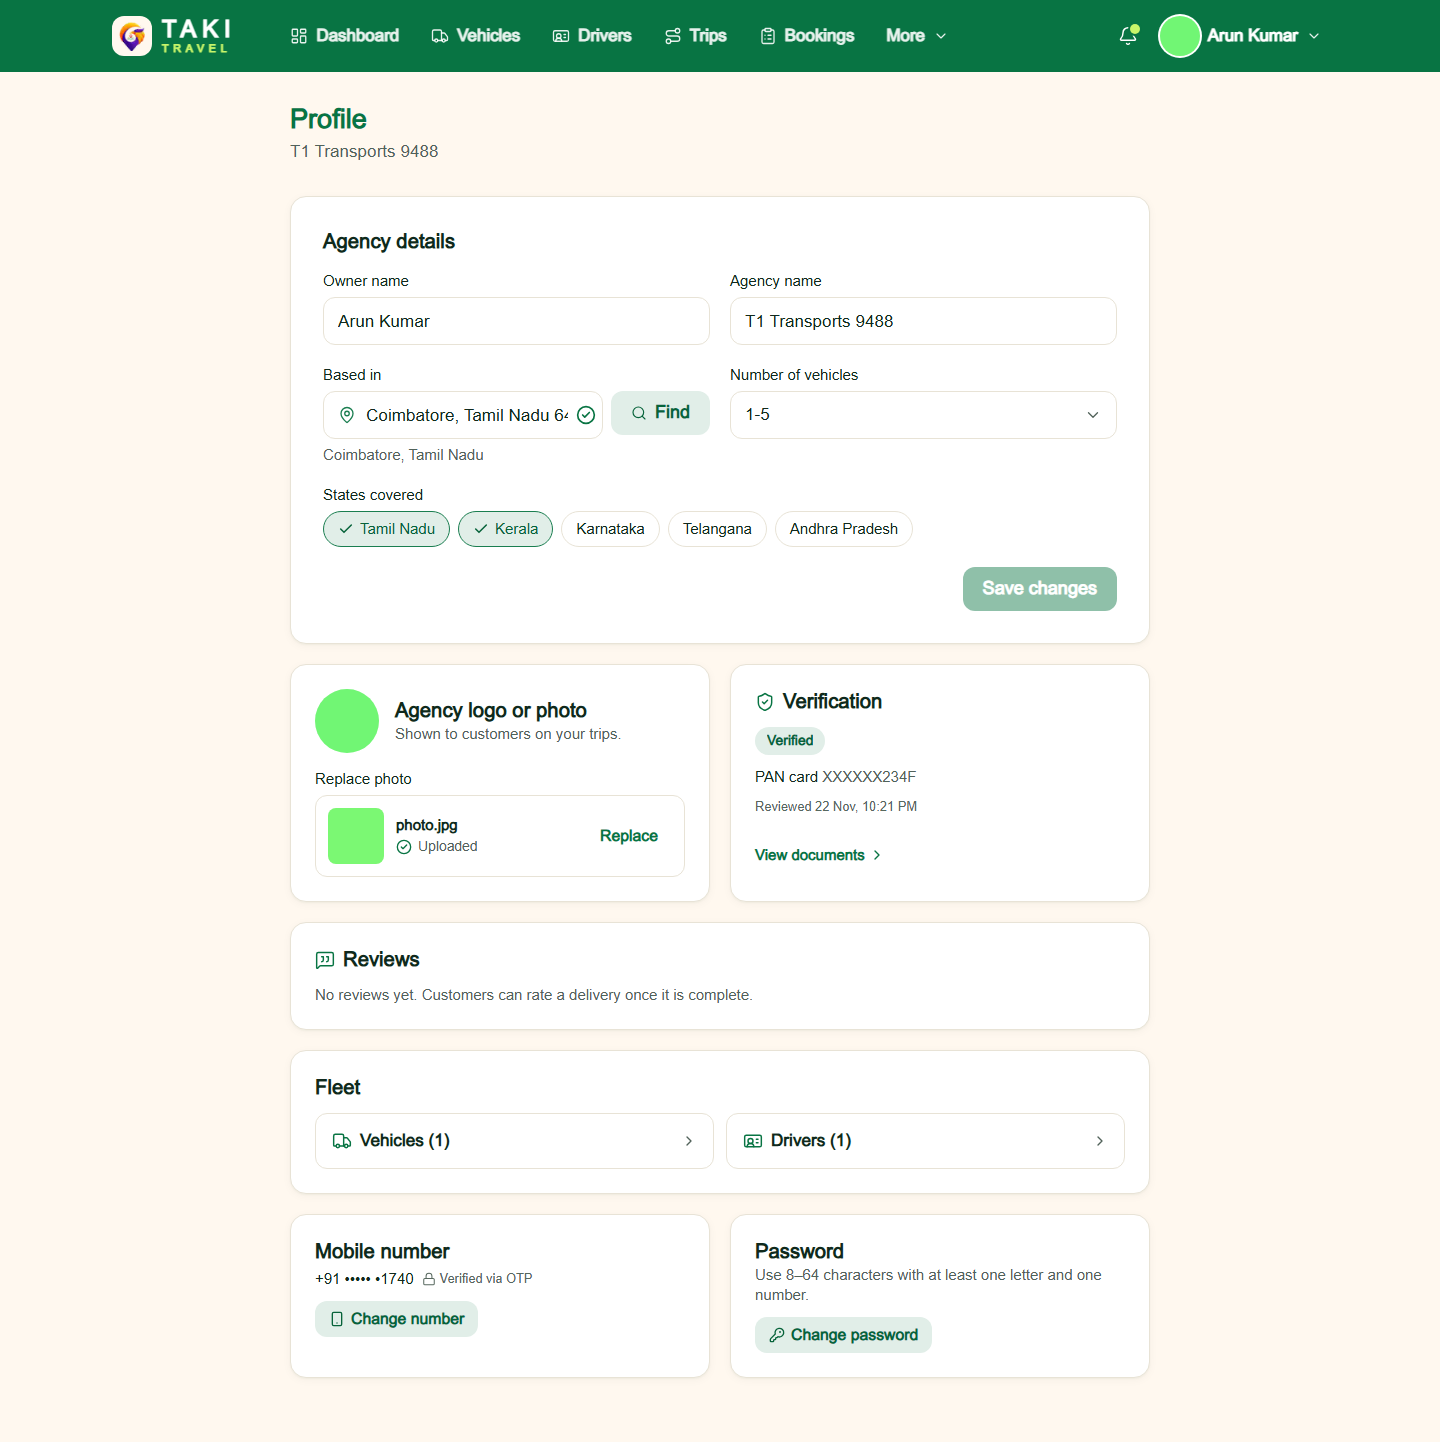 TAKI
TRAVEL
Dashboard
Vehicles
Drivers
Trips
Bookings
More
Arun Kumar
Profile
T1 Transports 9488
Agency details
Owner name
Agency name
Arun Kumar
T1 Transports 9488
Based in
Number of vehicles
Coimbatore, Tamil Nadu
Find
1-5
Coimbatore, Tamil Nadu
States covered
Tamil Nadu
Kerala
Karnataka
Telangana
Andhra Pradesh
Save changes
Agency logo or photo
Shown to customers on your trips.
Replace photo
photo.jpg
Uploaded
Replace
Verification
Verified
PAN card XXXXXX234F
Reviewed 22 Nov, 10:21 PM
View documents
Reviews
No reviews yet. Customers can rate a delivery once it is complete.
Fleet
Vehicles (1)
Drivers (1)
Mobile number
+91 ••••• •1740
Verified via OTP
Change number
Password
Use 8–64 characters with at least one letter and one
number.
Change password